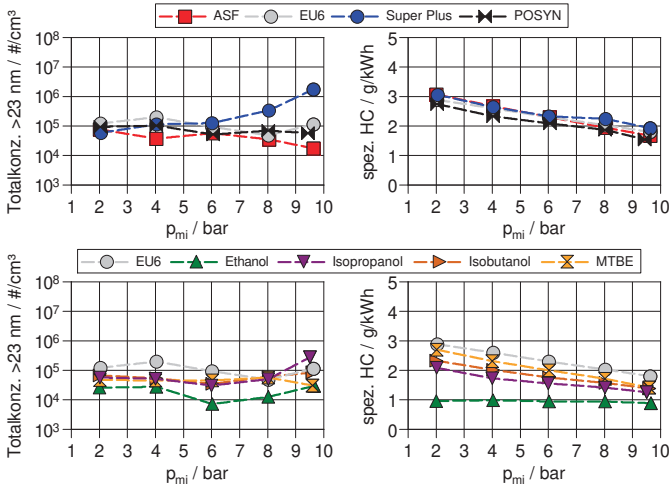 ASF EU6 Super Plus POSYN
Totalkonz. >23 nm / #/cm³
10⁸
10⁷
10⁶
10⁵
10⁴
10³
1 2 3 4 5 6 7 8 9 10
p_mi / bar
spez. HC / g/kWh
5
4
3
2
1
0
1 2 3 4 5 6 7 8 9 10
p_mi / bar
EU6 Ethanol Isopropanol Isobutanol MTBE
Totalkonz. >23 nm / #/cm³
10⁸
10⁷
10⁶
10⁵
10⁴
10³
1 2 3 4 5 6 7 8 9 10
p_mi / bar
spez. HC / g/kWh
5
4
3
2
1
0
1 2 3 4 5 6 7 8 9 10
p_mi / bar